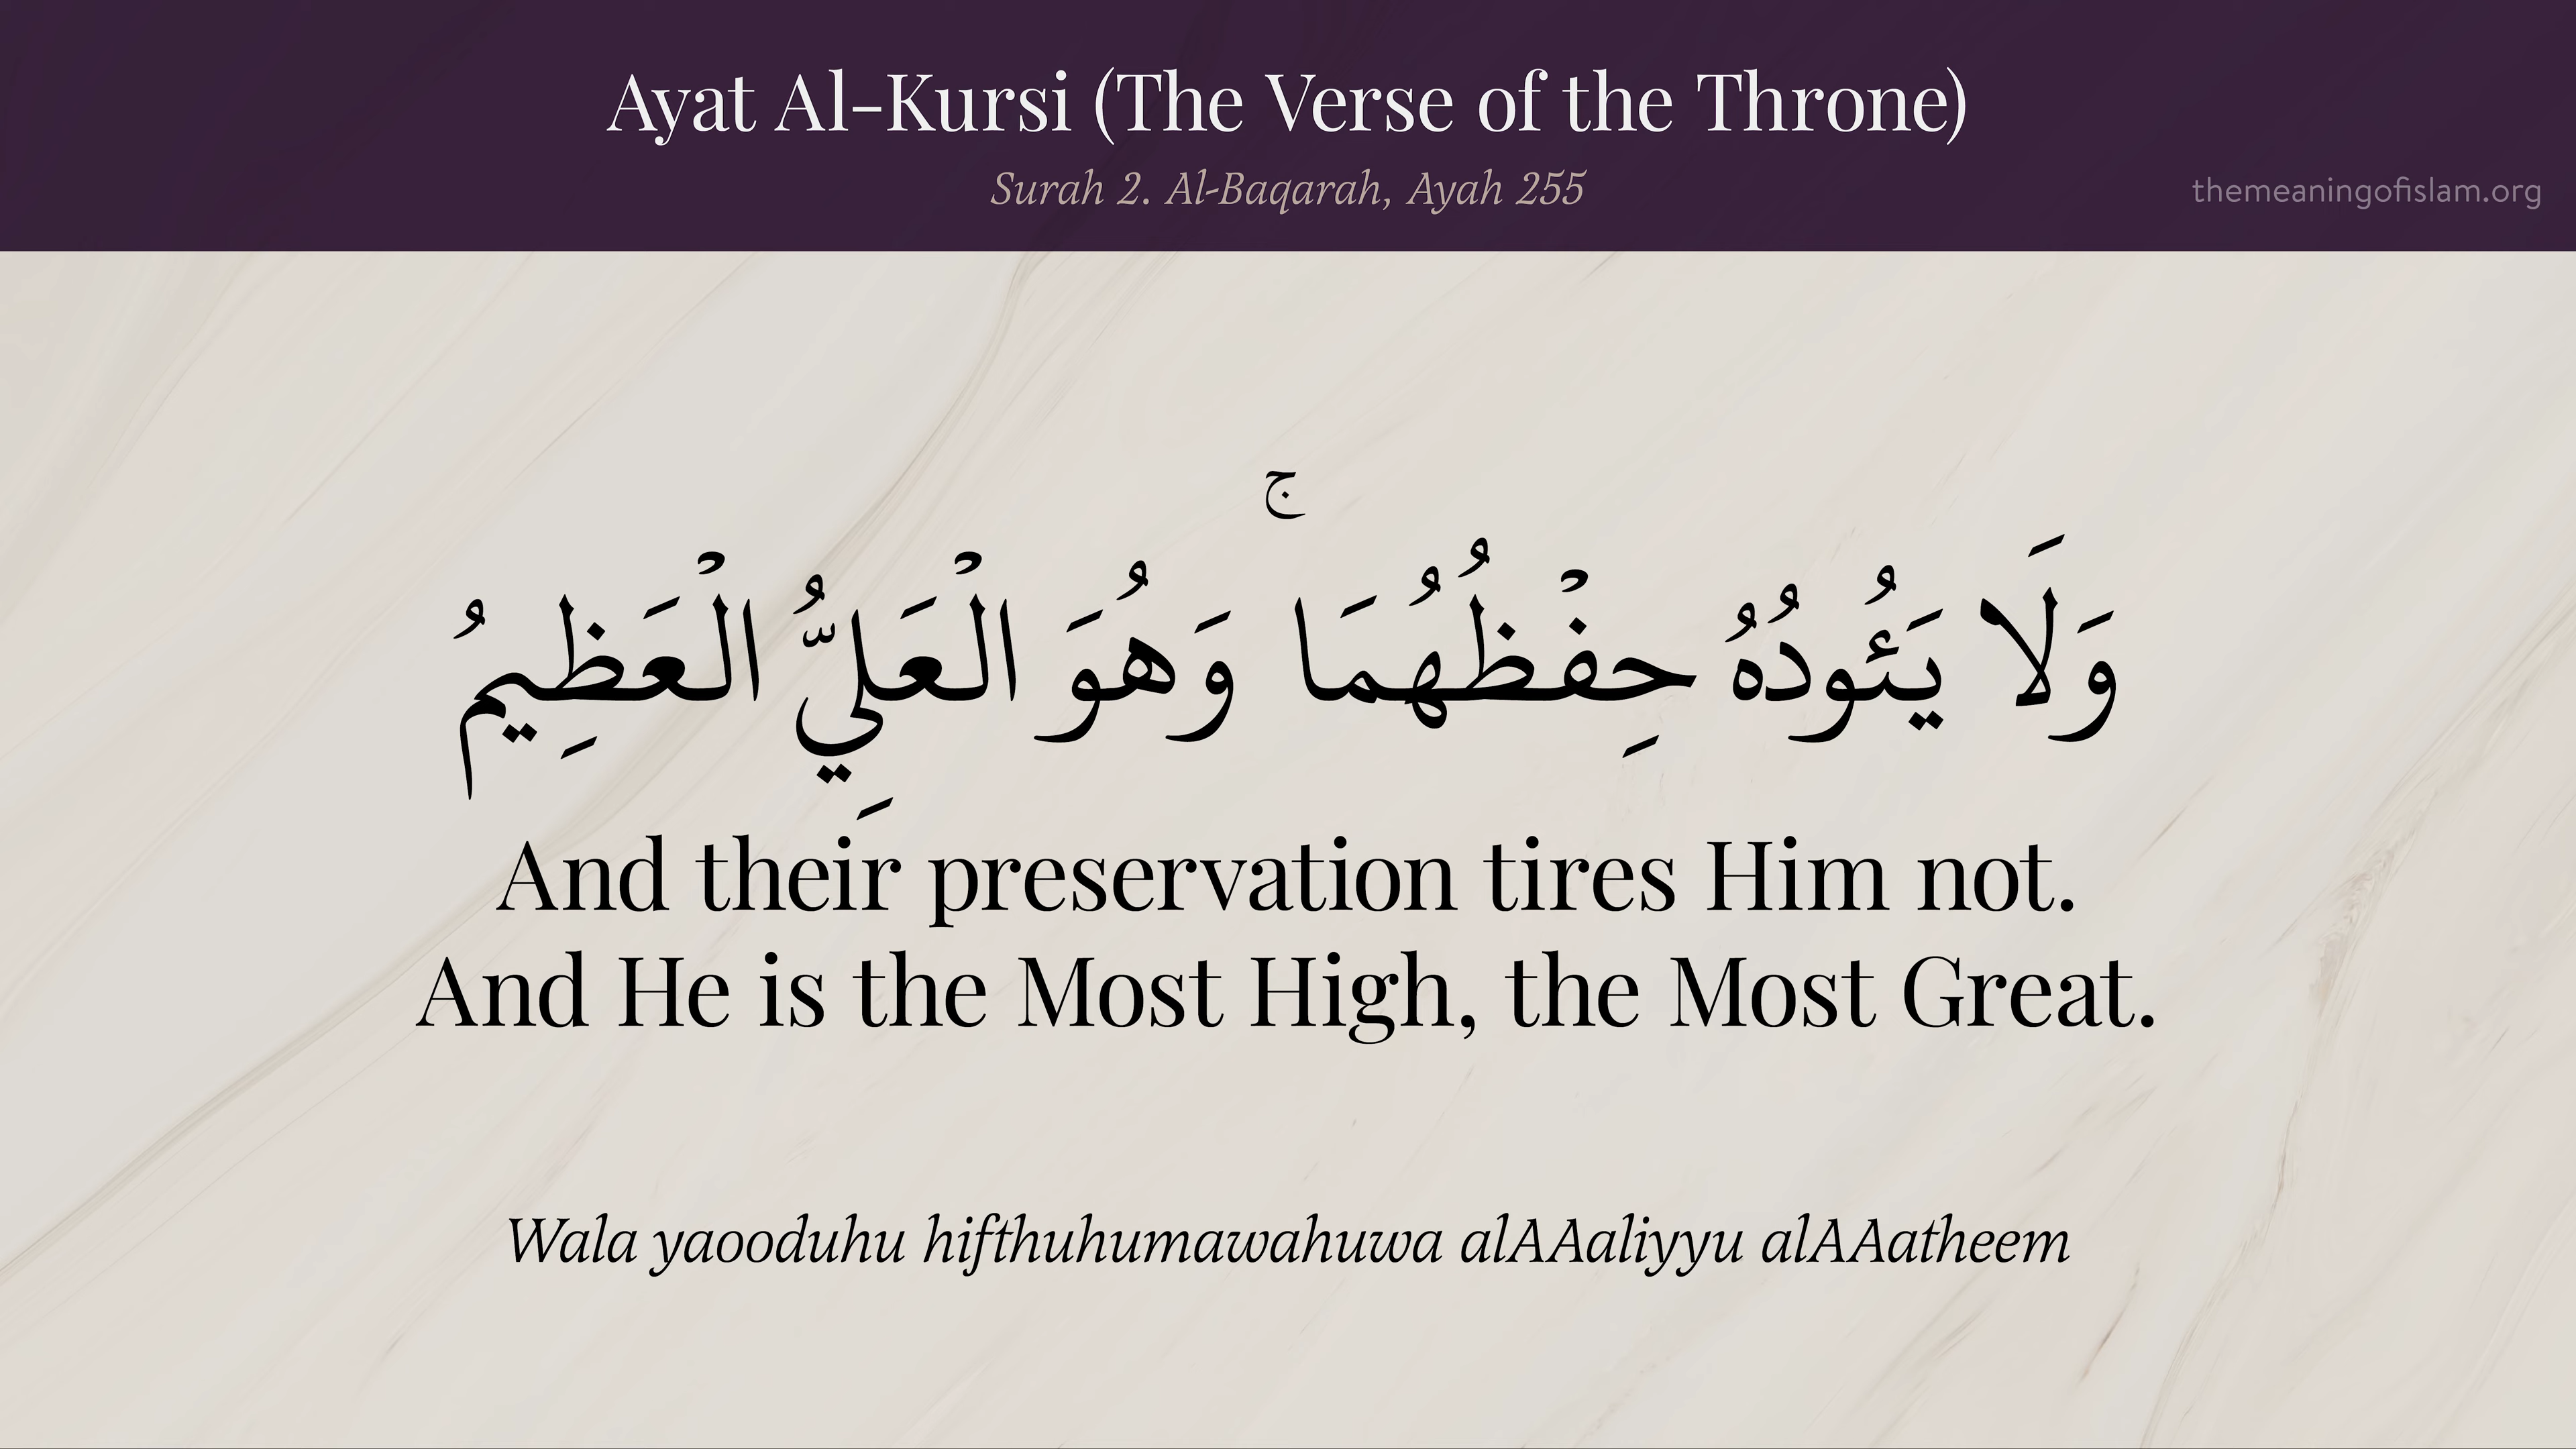 Ayat Al-Kursi (The Verse of the Throne)
Surah 2. Al-Baqarah, Ayah 255
themeaningofislam.org
وَلَا يَئُودُهُ حِفْظُهُمَا ۚ وَهُوَ الْعَلِيُّ الْعَظِيمُ
And their preservation tires Him not.
And He is the Most High, the Most Great.
Wala yaooduhu hifthuhumawahuwa alAAaliyyu alAAatheem